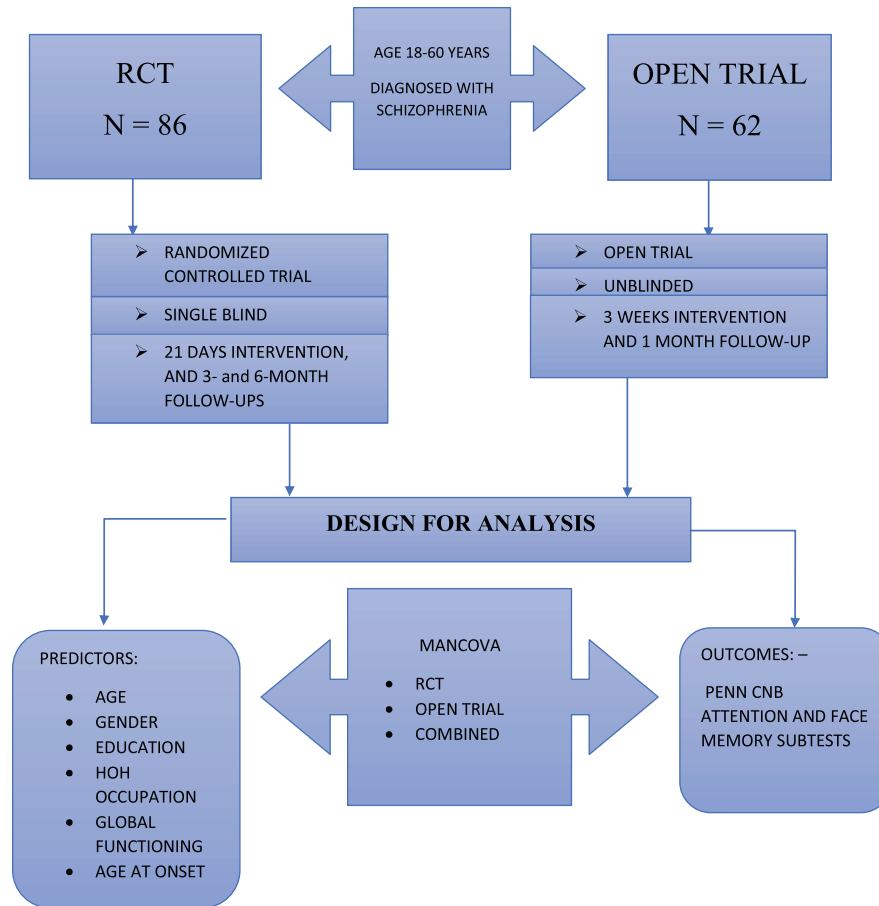 RCT
N = 86
AGE 18-60 YEARS
DIAGNOSED WITH
SCHIZOPHRENIA
OPEN TRIAL
N = 62
➢ RANDOMIZED
CONTROLLED TRIAL
➢ SINGLE BLIND
➢ 21 DAYS INTERVENTION,
AND 3- and 6-MONTH
FOLLOW-UPS
➢ OPEN TRIAL
➢ UNBLINDED
➢ 3 WEEKS INTERVENTION
AND 1 MONTH FOLLOW-UP
DESIGN FOR ANALYSIS
PREDICTORS:
• AGE
• GENDER
• EDUCATION
• HOH
OCCUPATION
• GLOBAL
FUNCTIONING
• AGE AT ONSET
MANCOVA
• RCT
• OPEN TRIAL
• COMBINED
OUTCOMES: –
PENN CNB
ATTENTION AND FACE
MEMORY SUBTESTS